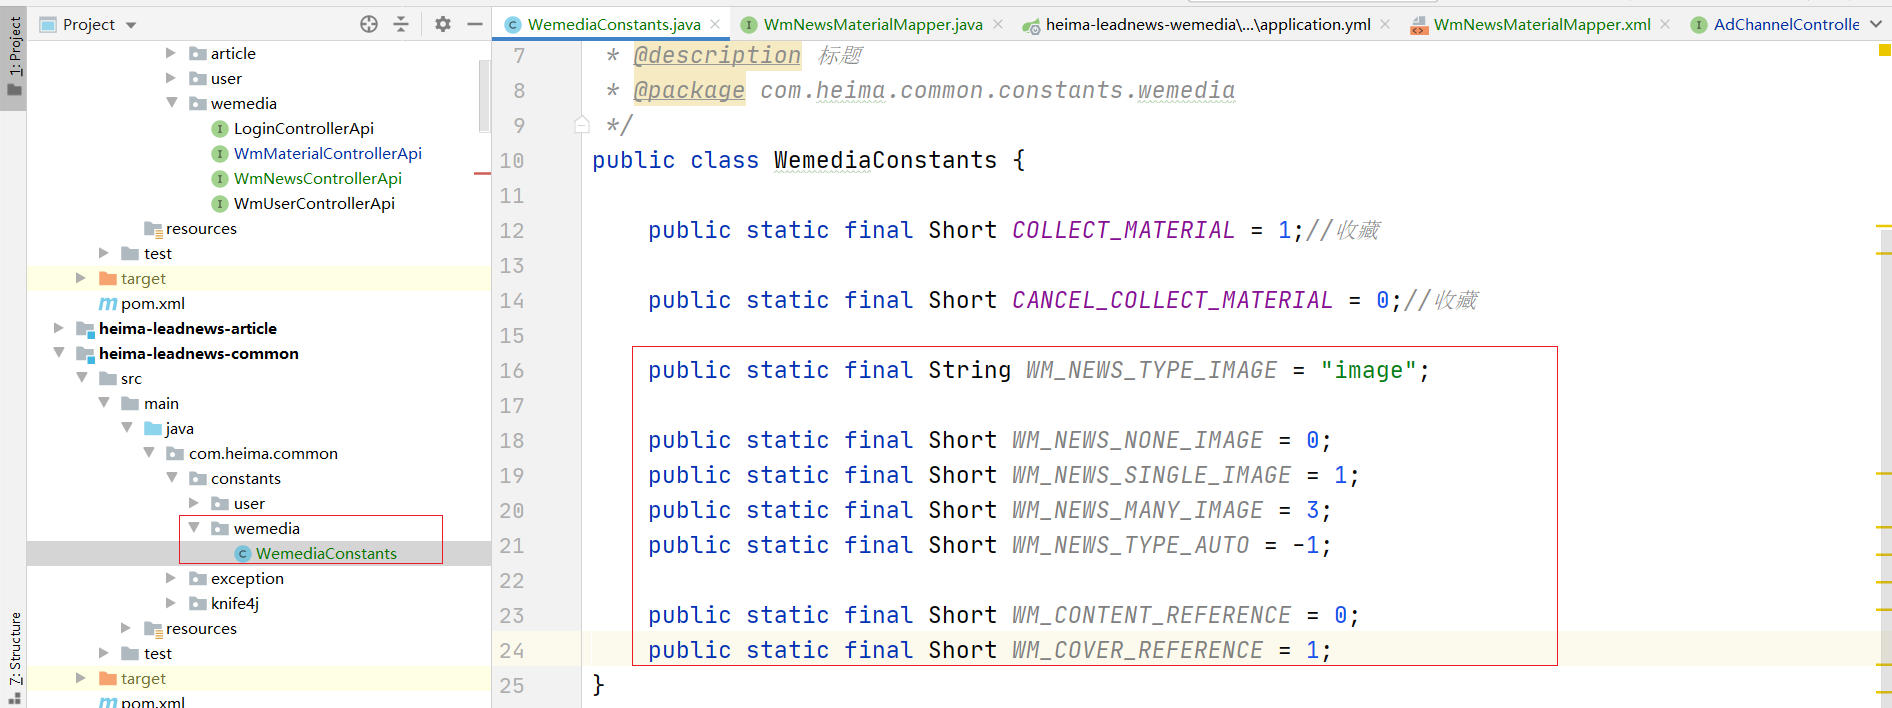 1: Project
Project
article
user
wemedia
LoginControllerApi
WmMaterialControllerApi
WmNewsControllerApi
WmUserControllerApi
resources
test
target
pom.xml
heima-leadnews-article
heima-leadnews-common
src
main
java
com.heima.common
constants
user
wemedia
WemediaConstants
exception
knife4j
resources
test
target
pom.xml
Z: Structure
WemediaConstants.java
WmNewsMaterialMapper.java
heima-leadnews-wemedia\...\application.yml
WmNewsMaterialMapper.xml
AdChannelControlle
7 * @description 标题
8 * @package com.heima.common.constants.wemedia
9 */
10 public class WemediaConstants {
11
12 public static final Short COLLECT_MATERIAL = 1;//收藏
13
14 public static final Short CANCEL_COLLECT_MATERIAL = 0;//收藏
15
16 public static final String WM_NEWS_TYPE_IMAGE = "image";
17
18 public static final Short WM_NEWS_NONE_IMAGE = 0;
19 public static final Short WM_NEWS_SINGLE_IMAGE = 1;
20 public static final Short WM_NEWS_MANY_IMAGE = 3;
21 public static final Short WM_NEWS_TYPE_AUTO = -1;
22
23 public static final Short WM_CONTENT_REFERENCE = 0;
24 public static final Short WM_COVER_REFERENCE = 1;
25 }